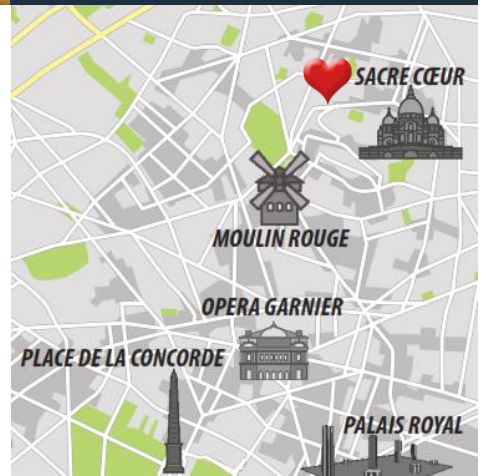 SACRE CŒUR
MOULIN ROUGE
OPERA GARNIER
PLACE DE LA CONCORDE
PALAIS ROYAL